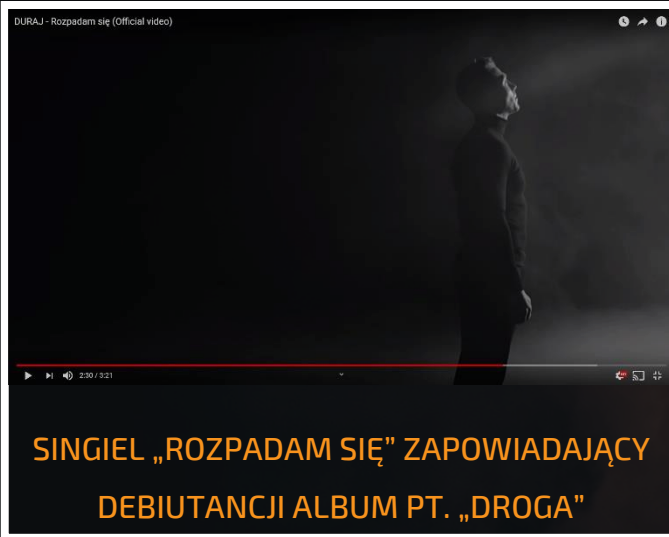 DURAJ - Rozpadam się (Official video)
2:30 / 3:21
SINGIEL „ROZPADAM SIĘ” ZAPOWIADAJĄCY
DEBIUTANCJI ALBUM PT. „DROGA”